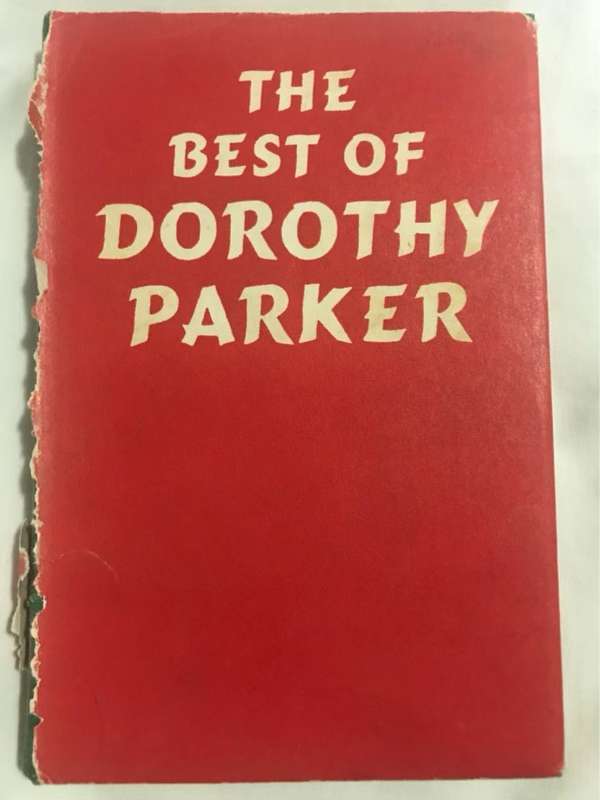 THE
BEST OF
DOROTHY
PARKER